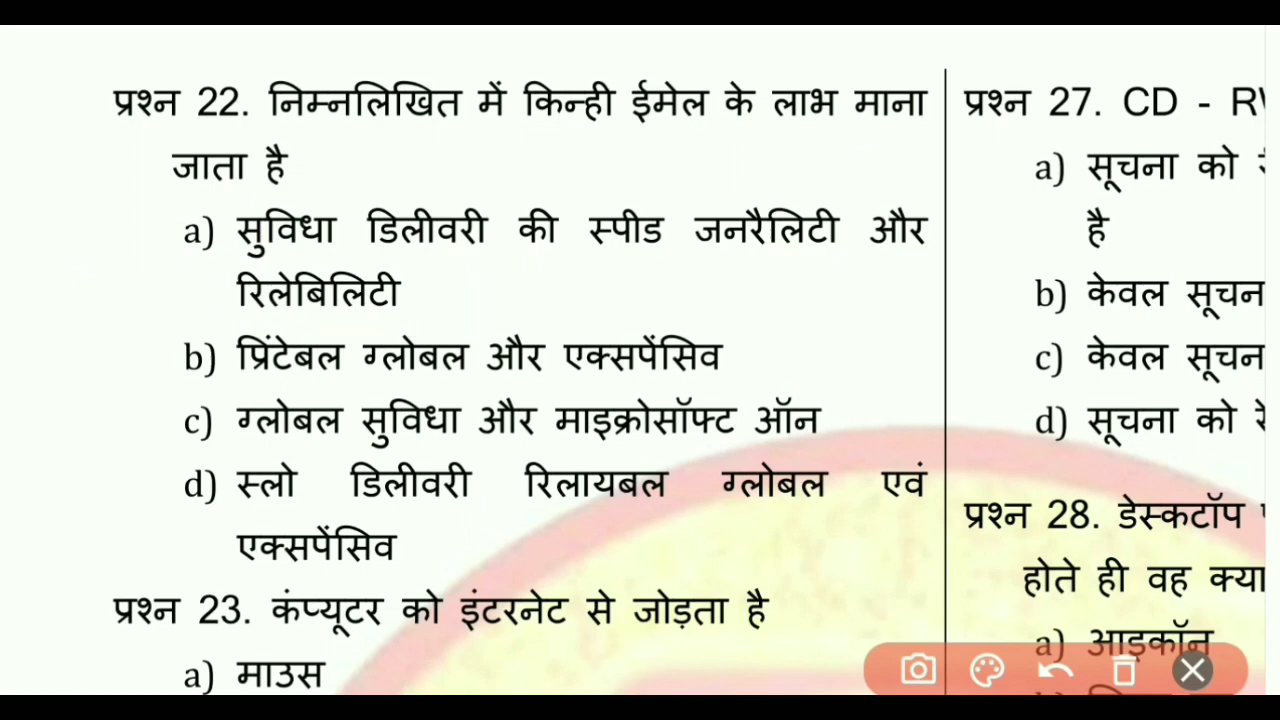 प्रश्न 22. निम्नलिखित में किन्ही ईमेल के लाभ माना
जाता है
a) सुविधा डिलीवरी की स्पीड जनरैलिटी और
रिलेबिलिटी
b) प्रिंटेबल ग्लोबल और एक्सपेंसिव
c) ग्लोबल सुविधा और माइक्रोसॉफ्ट ऑन
d) स्लो डिलीवरी रिलायबल ग्लोबल एवं
एक्सपेंसिव
प्रश्न 23. कंप्यूटर को इंटरनेट से जोड़ता है
a) माउस
प्रश्न 27. CD -
a) सूचना को
है
b) केवल
c) केवल
d) सूचना को
प्रश्न 28. डेस्कटॉप
होते ही वह
a) आइकॉन